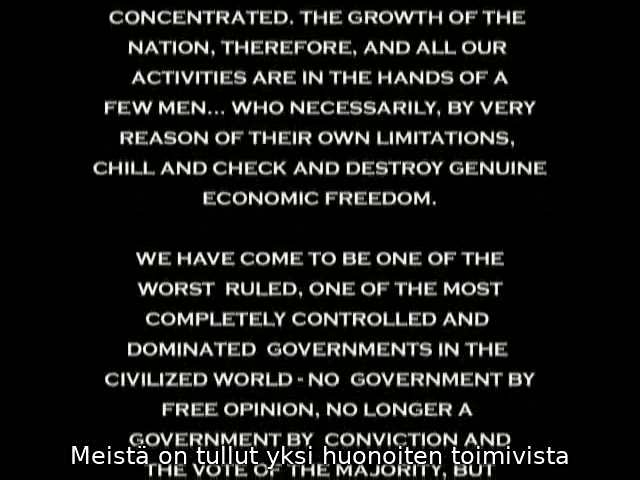 CONCENTRATED. THE GROWTH OF THE
NATION, THEREFORE, AND ALL OUR
ACTIVITIES ARE IN THE HANDS OF A
FEW MEN... WHO NECESSARILY, BY VERY
REASON OF THEIR OWN LIMITATIONS,
CHILL AND CHECK AND DESTROY GENUINE
ECONOMIC FREEDOM.
WE HAVE COME TO BE ONE OF THE
WORST RULED, ONE OF THE MOST
COMPLETELY CONTROLLED AND
DOMINATED GOVERNMENTS IN THE
CIVILIZED WORLD - NO GOVERNMENT BY
FREE OPINION, NO LONGER A
GOVERNMENT BY CONVICTION AND
Meistä on tullut yksi huonoiten toimivista
THE VOTE OF THE MAJORITY, BUT